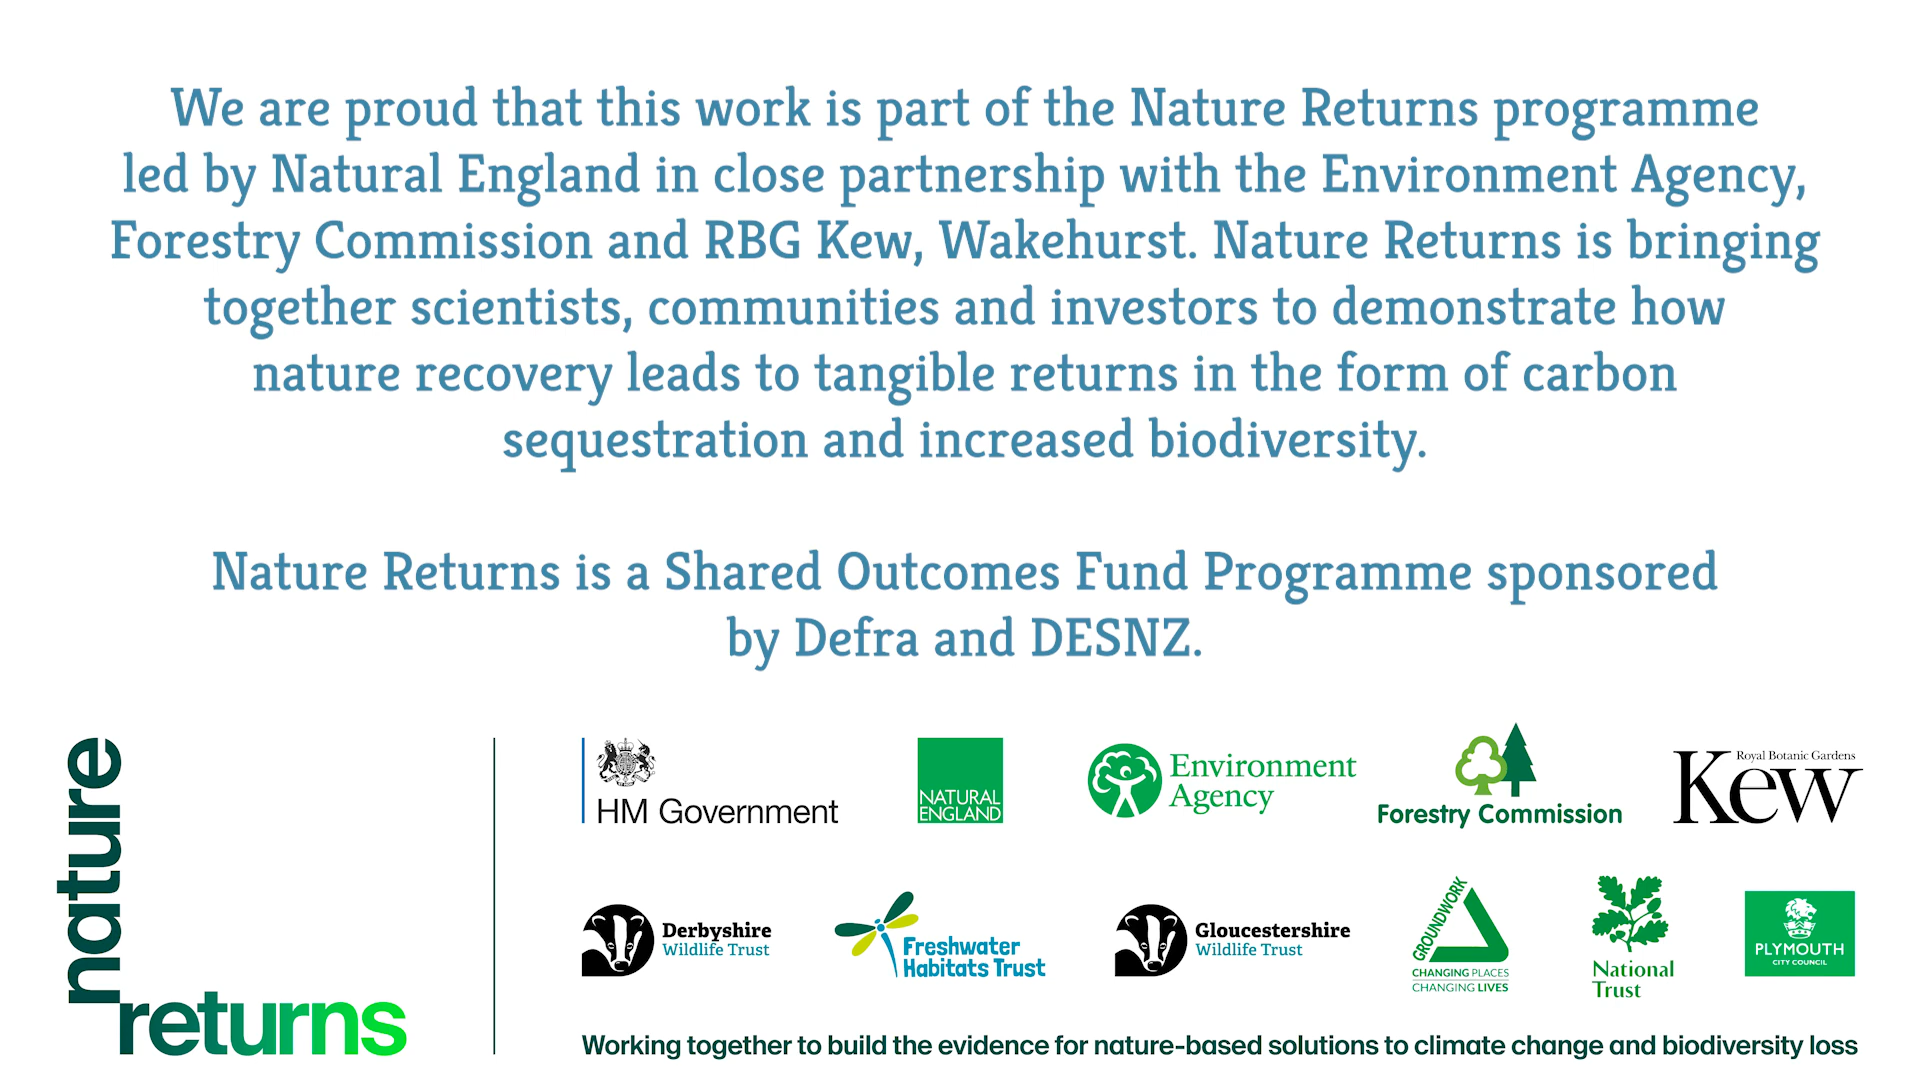 We are proud that this work is part of the Nature Returns programme
led by Natural England in close partnership with the Environment Agency,
Forestry Commission and RBG Kew, Wakehurst. Nature Returns is bringing
together scientists, communities and investors to demonstrate how
nature recovery leads to tangible returns in the form of carbon
sequestration and increased biodiversity.
Nature Returns is a Shared Outcomes Fund Programme sponsored
by Defra and DESNZ.
nature
returns
HM Government
NATURAL
ENGLAND
Environment
Agency
Forestry Commission
Royal Botanic Gardens
Kew
Derbyshire
Wildlife Trust
Freshwater
Habitats Trust
Gloucestershire
Wildlife Trust
GROUNDWORK
CHANGING PLACES
CHANGING LIVES
National
Trust
PLYMOUTH
CITY COUNCIL
Working together to build the evidence for nature-based solutions to climate change and biodiversity loss